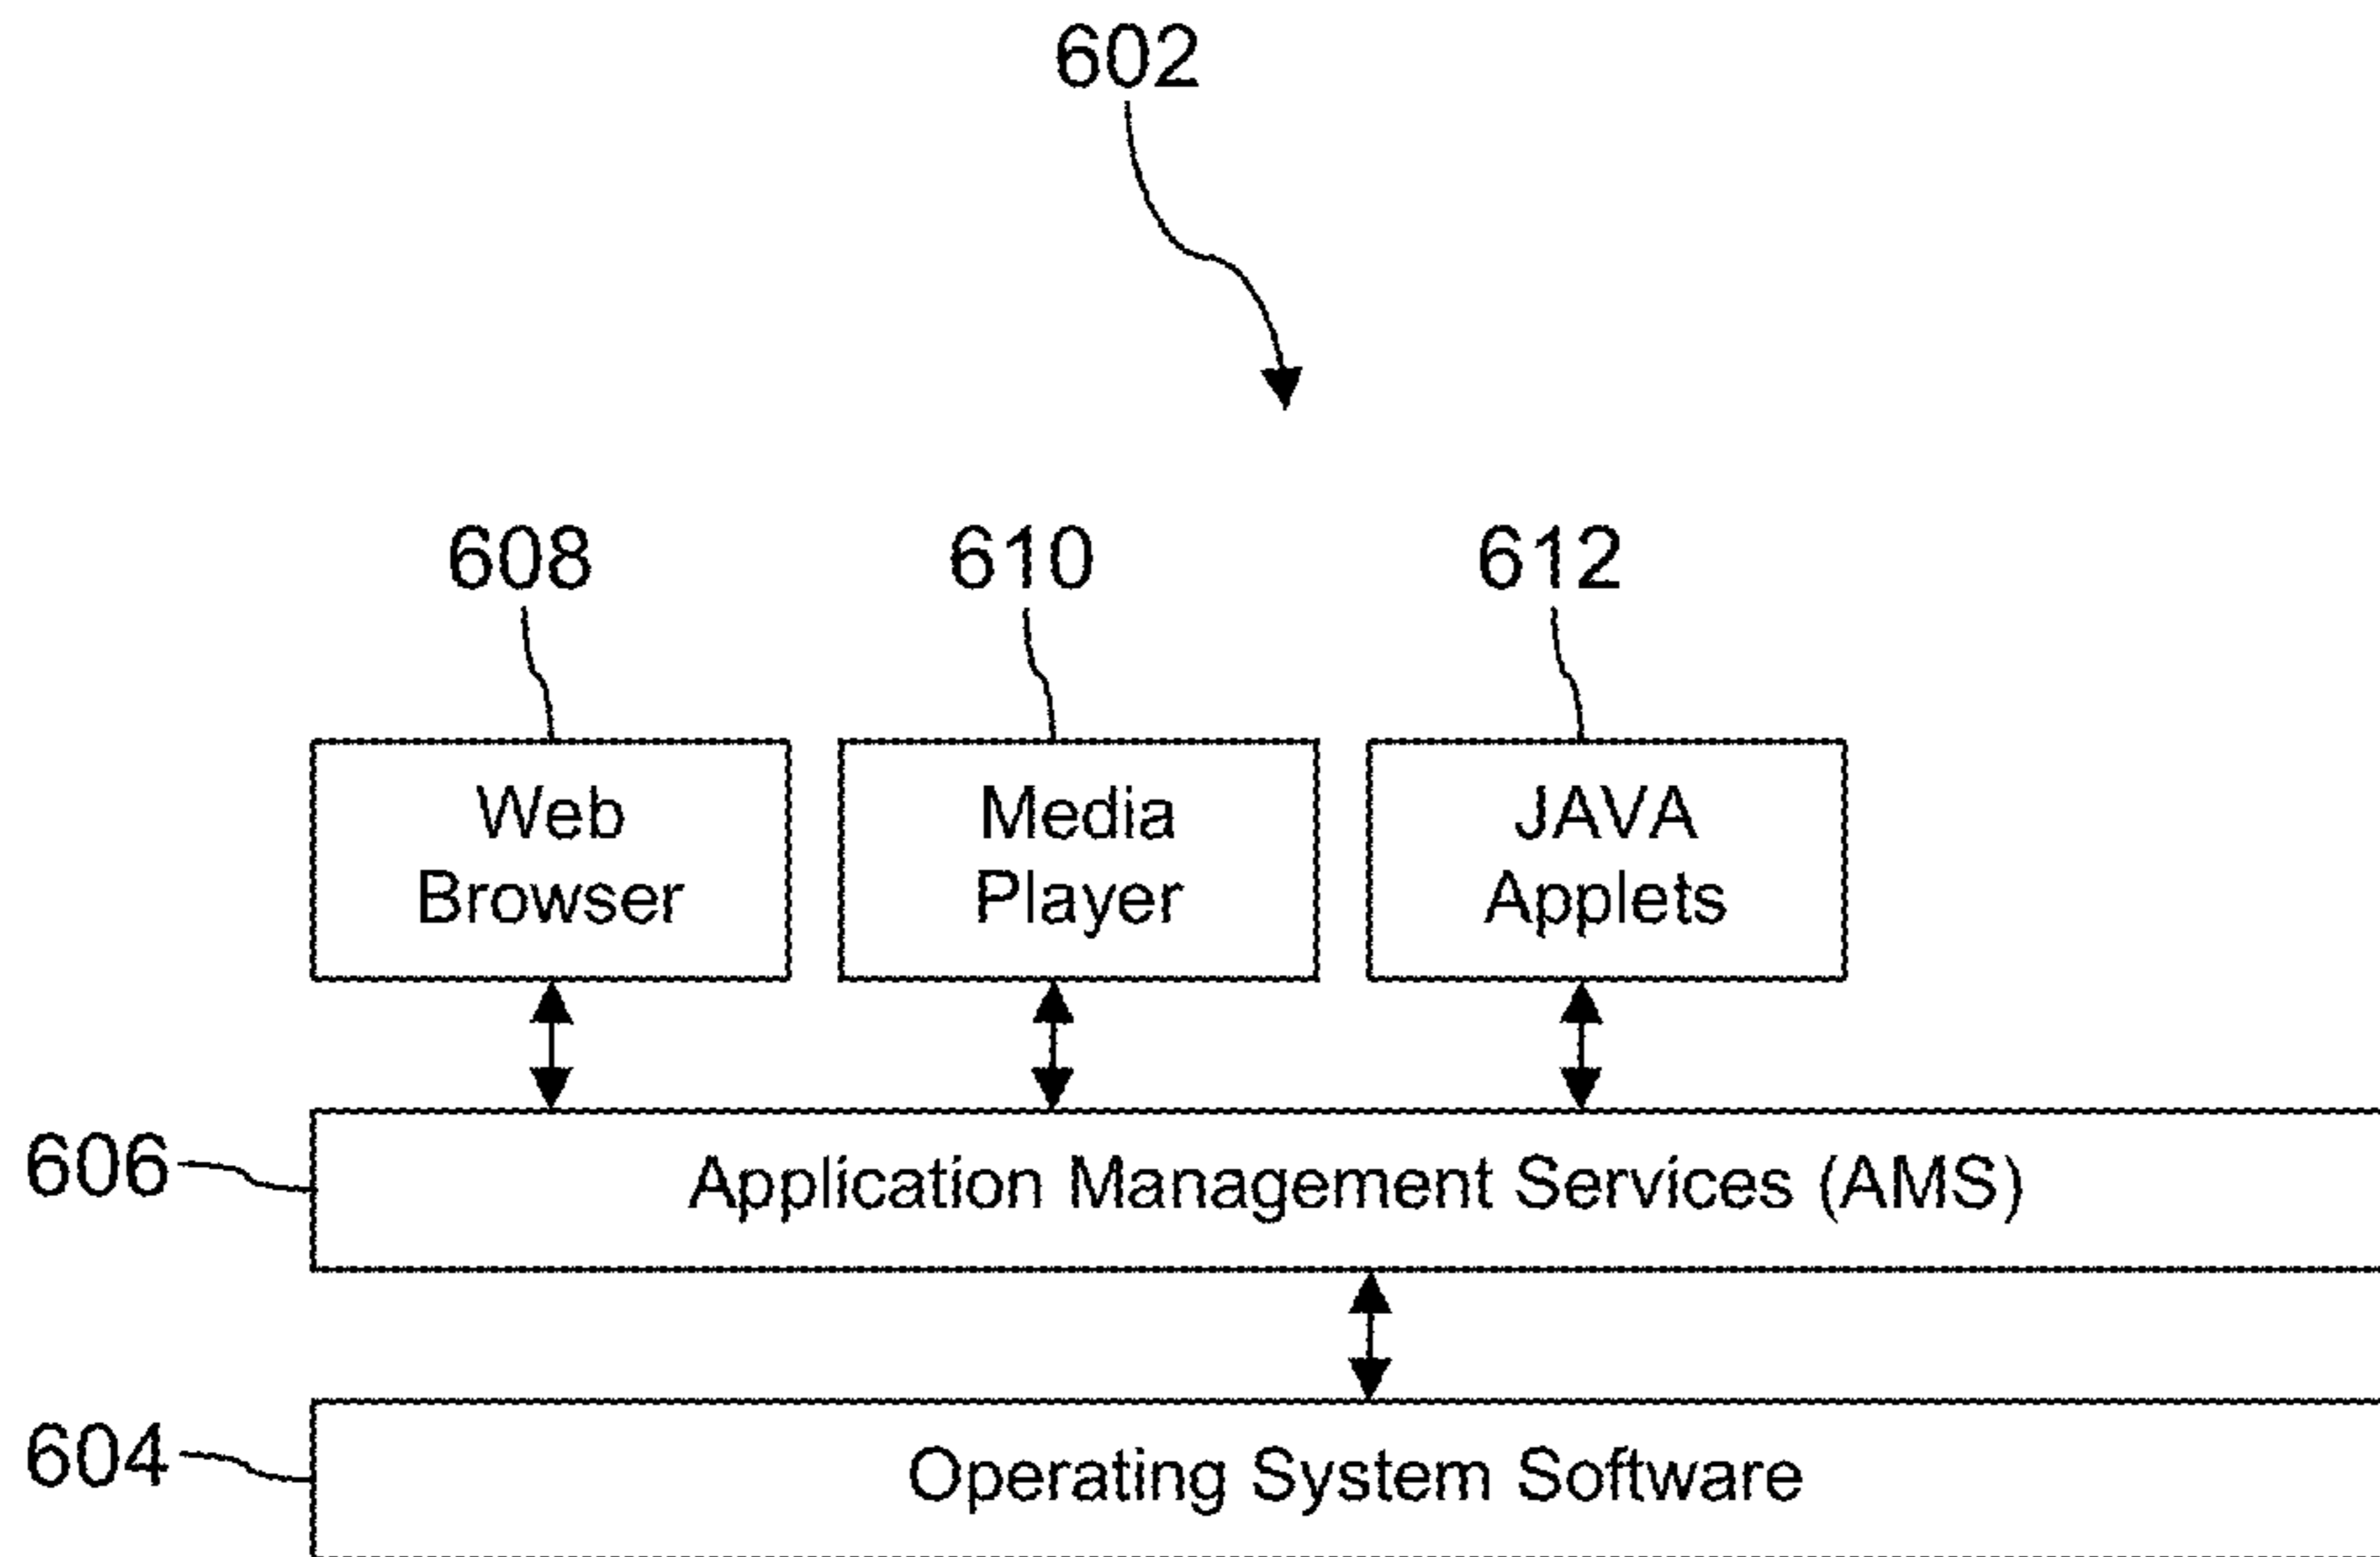 602
608
610
612
Web
Browser
Media
Player
JAVA
Applets
606
Application Management Services (AMS)
604
Operating System Software